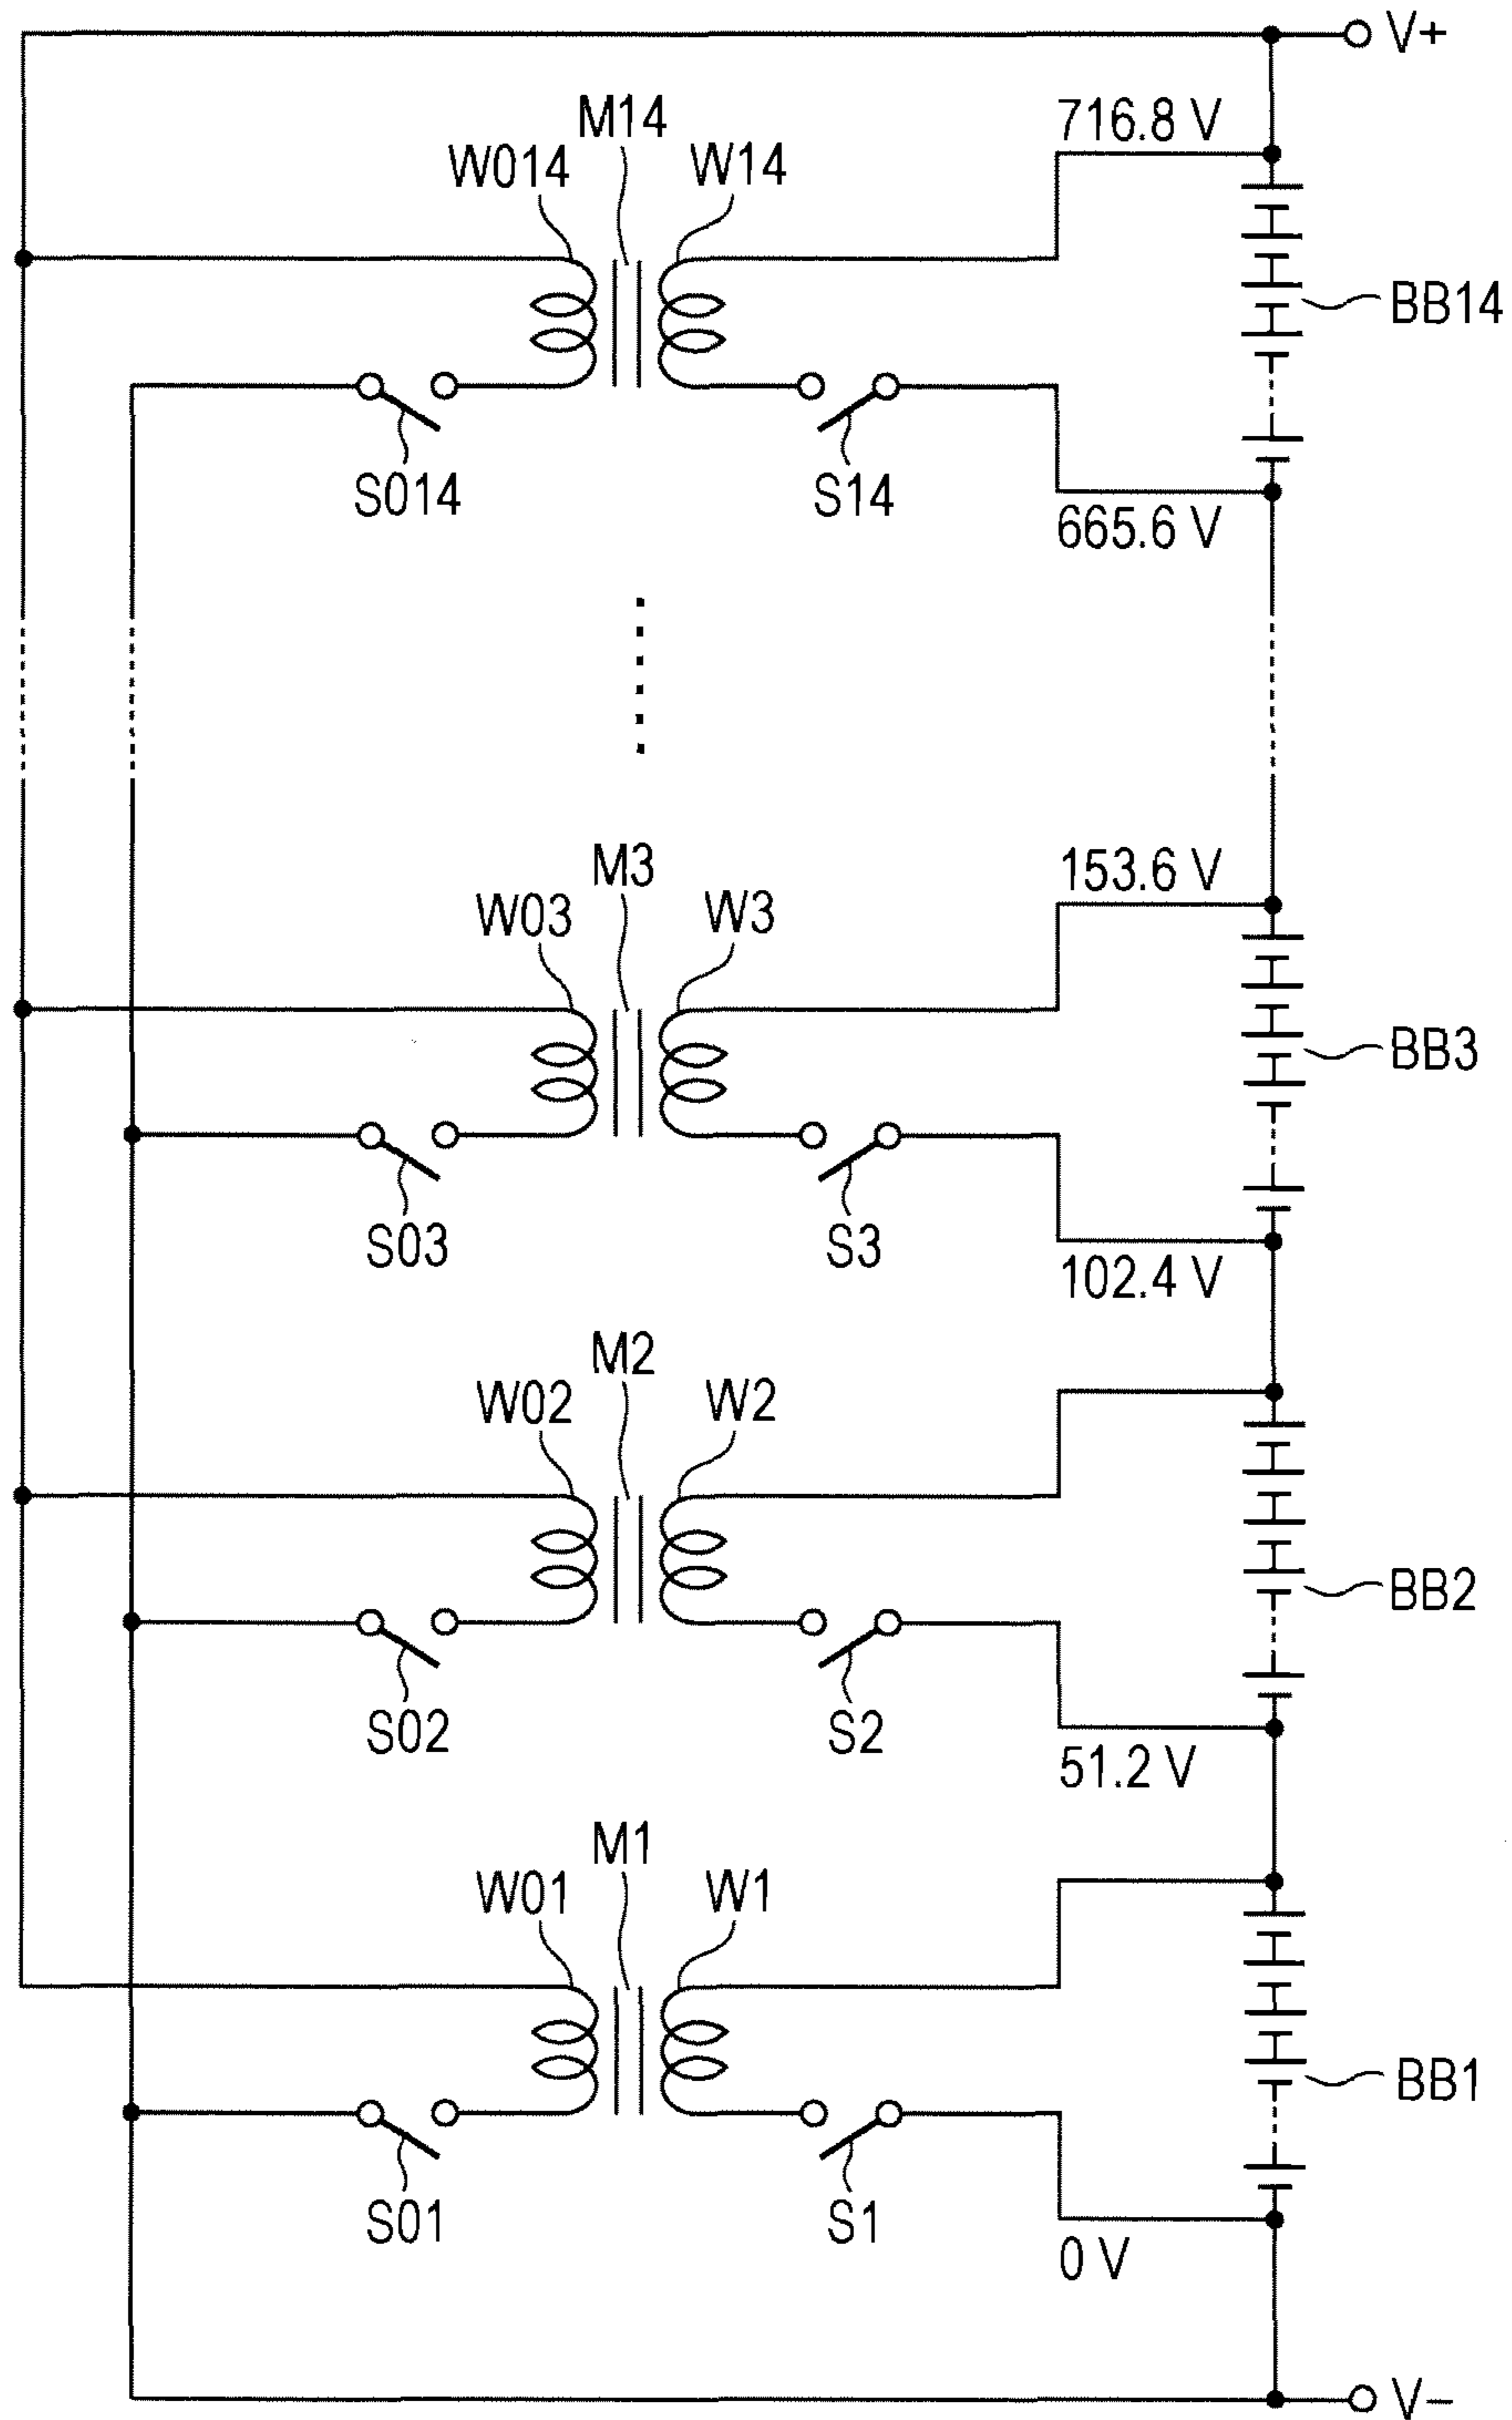 V+
716.8 V
M14
W014
W14
BB14
S014
S14
665.6 V
153.6 V
M3
W03
W3
BB3
S03
S3
102.4 V
M2
W02
W2
BB2
S02
S2
51.2 V
M1
W01
W1
BB1
S01
S1
0 V
V−